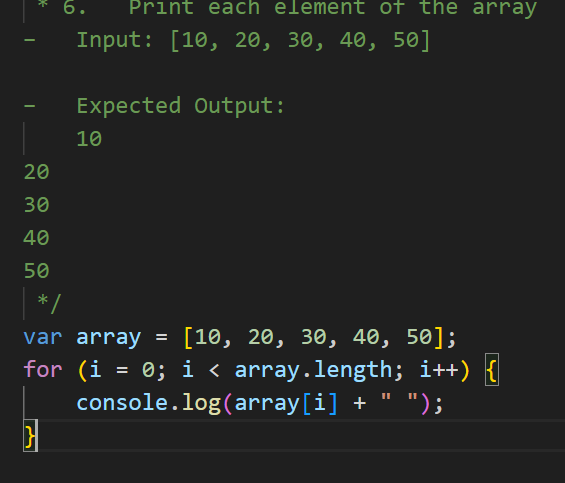 * 6.   Print each element of the array
-   Input: [10, 20, 30, 40, 50]
-   Expected Output:
10
20
30
40
50
*/
var array = [10, 20, 30, 40, 50];
for (i = 0; i < array.length; i++) {
    console.log(array[i] + " ");
}